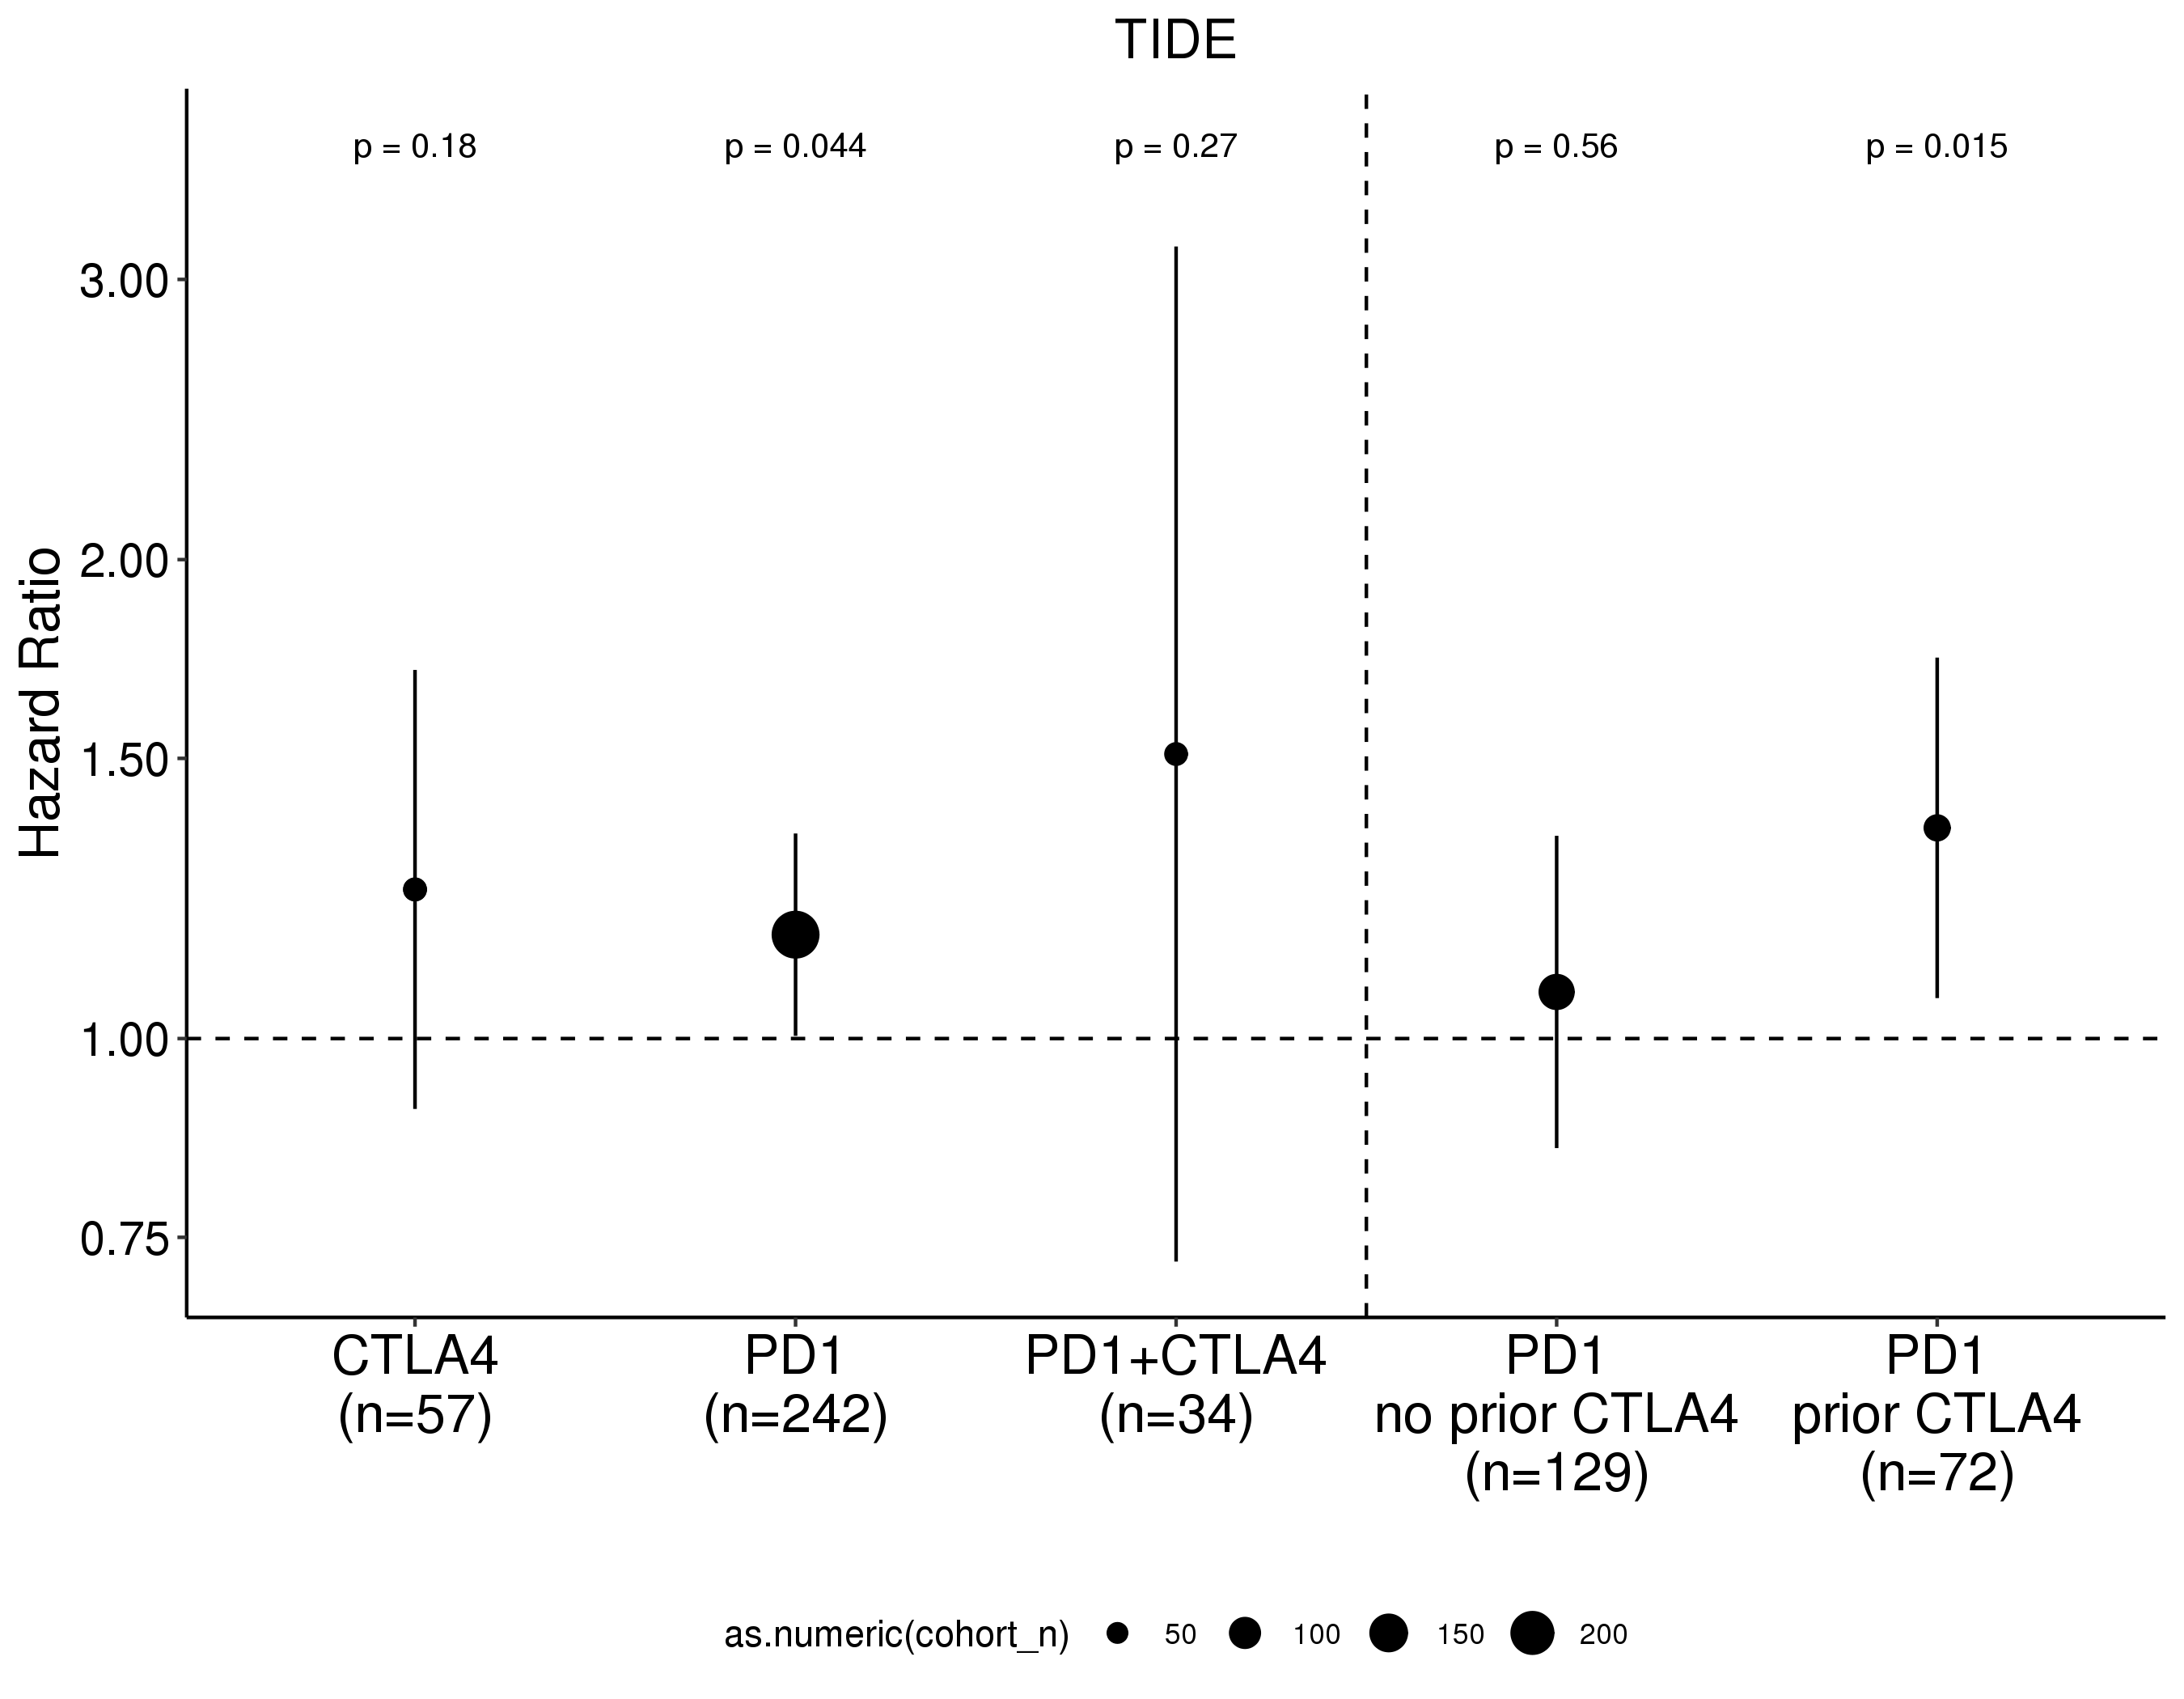 TIDE
p = 0.18
p = 0.044
p = 0.27
p = 0.56
p = 0.015
Hazard Ratio
3.00
2.00
1.50
1.00
0.75
CTLA4
(n=57)
PD1
(n=242)
PD1+CTLA4
(n=34)
PD1
no prior CTLA4
(n=129)
PD1
prior CTLA4
(n=72)
as.numeric(cohort_n) 50 100 150 200